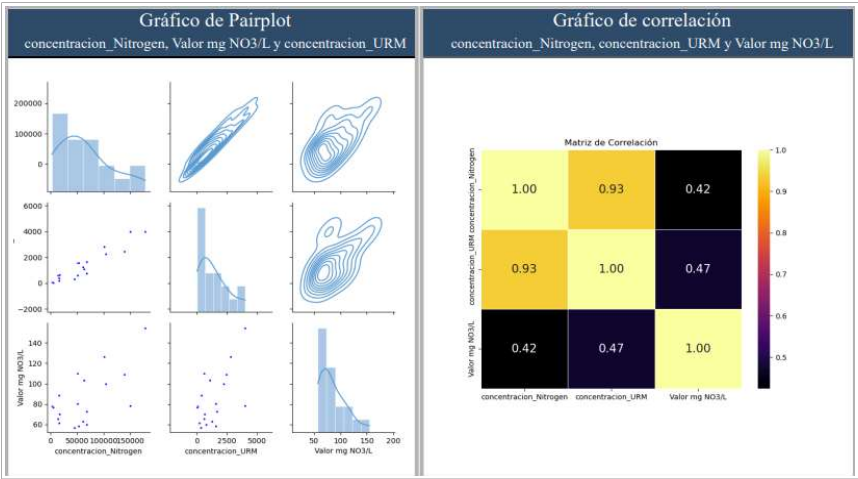 Gráfico de Pairplot
concentracion_Nitrogen, Valor mg NO3/L y concentracion_URM
200000
100000
0
6000
4000
2000
0
−2000
Valor mg NO3/L
140
120
100
80
60
0
50000
100000
150000
concentracion_Nitrogen
0
2500
5000
concentracion_URM
50
100
150
200
Valor mg NO3/L
Gráfico de correlación
concentracion_Nitrogen, concentracion_URM y Valor mg NO3/L
Matriz de Correlación
concentracion_Nitrogen
concentracion_URM
Valor mg NO3/L
1.00 0.93 0.42
0.93 1.00 0.47
0.42 0.47 1.00
concentracion_Nitrogen concentracion_URM Valor mg NO3/L
1.0
0.9
0.8
0.7
0.6
0.5